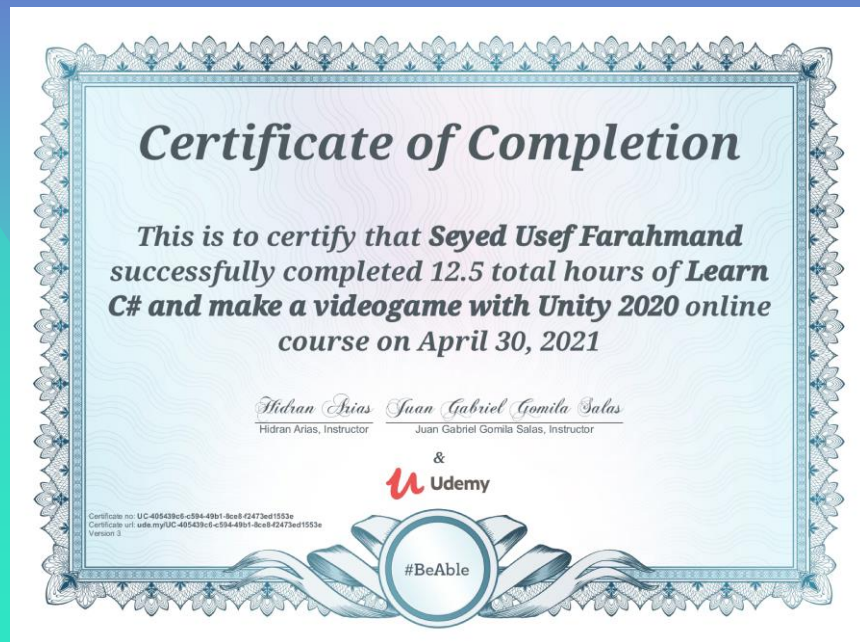 Certificate of Completion
This is to certify that Seyed Usef Farahmand
successfully completed 12.5 total hours of Learn
C# and make a videogame with Unity 2020 online
course on April 30, 2021
Hidran Arias Juan Gabriel Gomila Salas
Hidran Arias, Instructor Juan Gabriel Gomila Salas, Instructor
&
Udemy
Certificate no: UC-405439c6-c594-49b1-8ce8-f2473ed1553e
Certificate url: ude.my/UC-405439c6-c594-49b1-8ce8-f2473ed1553e
Version 3
#BeAble